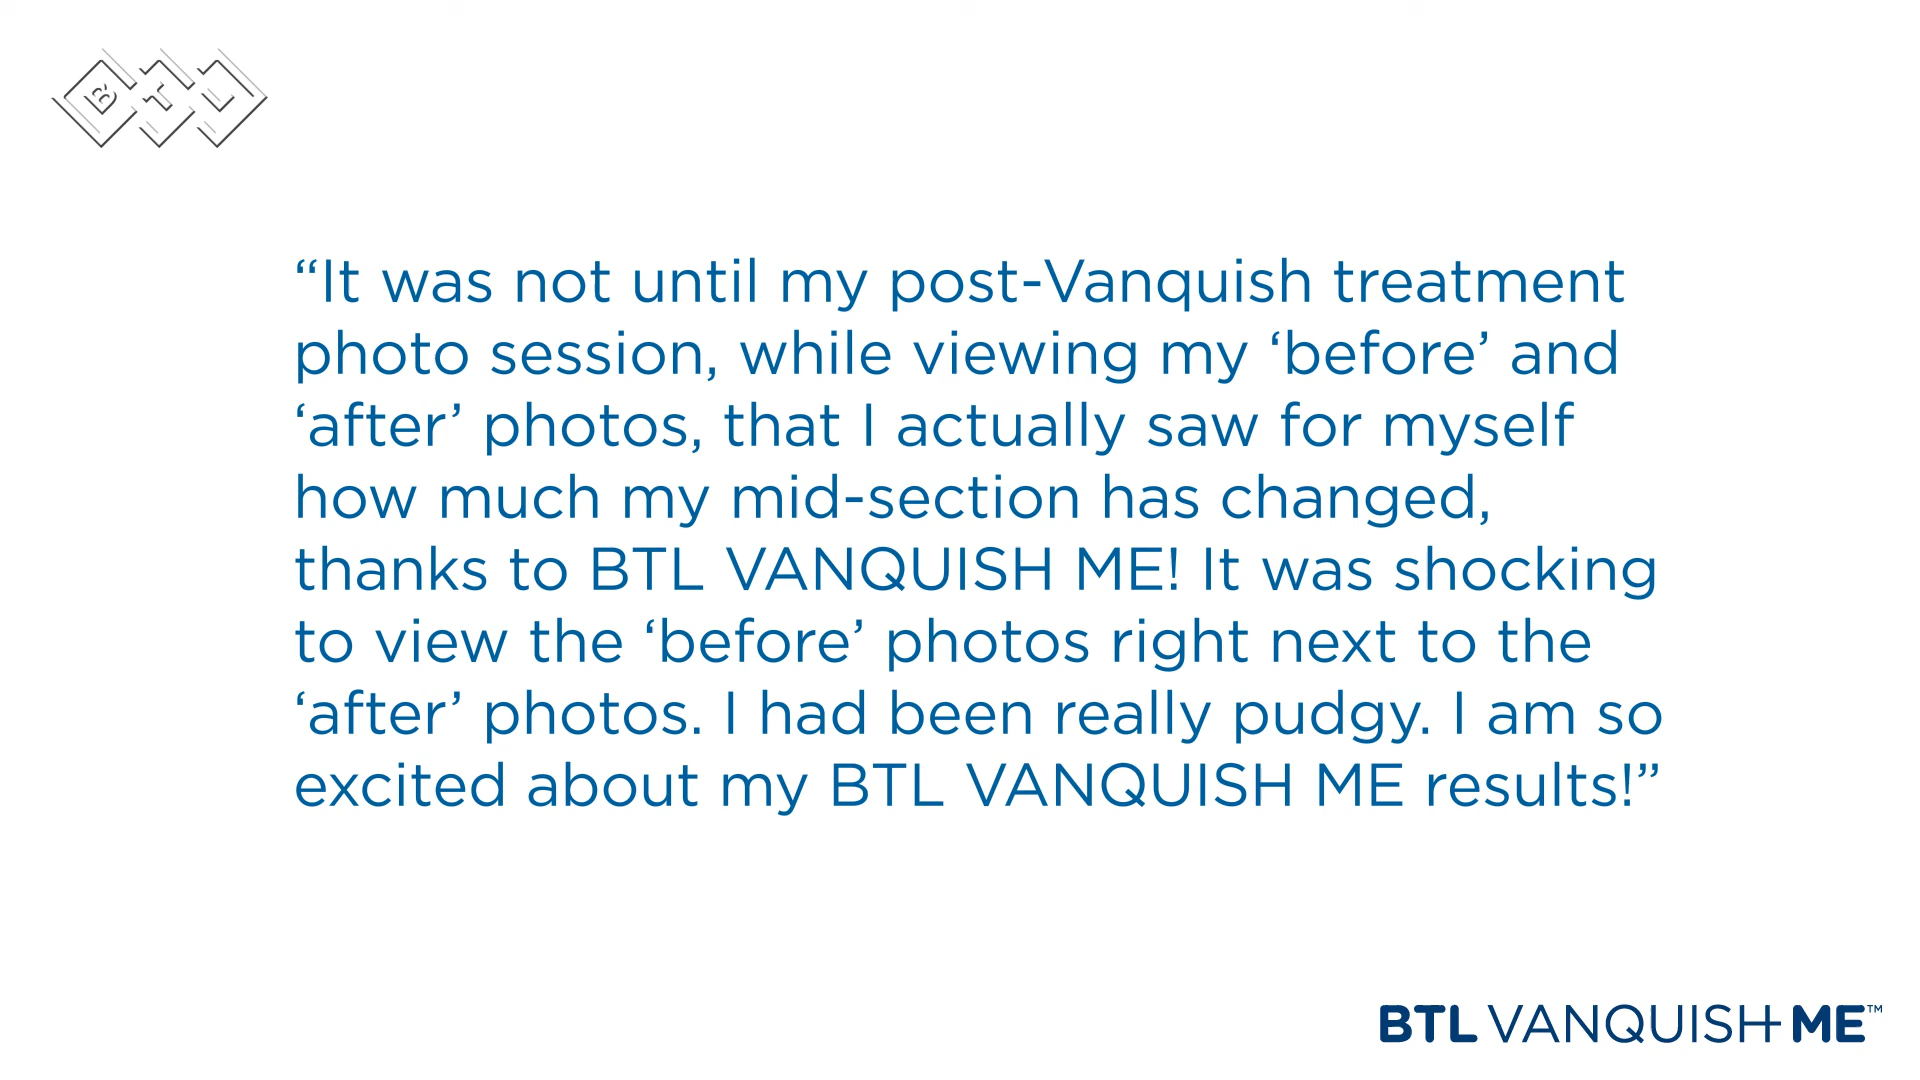 BTL
“It was not until my post-Vanquish treatment
photo session, while viewing my ‘before’ and
‘after’ photos, that I actually saw for myself
how much my mid-section has changed,
thanks to BTL VANQUISH ME! It was shocking
to view the ‘before’ photos right next to the
‘after’ photos. I had been really pudgy. I am so
excited about my BTL VANQUISH ME results!”
BTL VANQUISH ME™